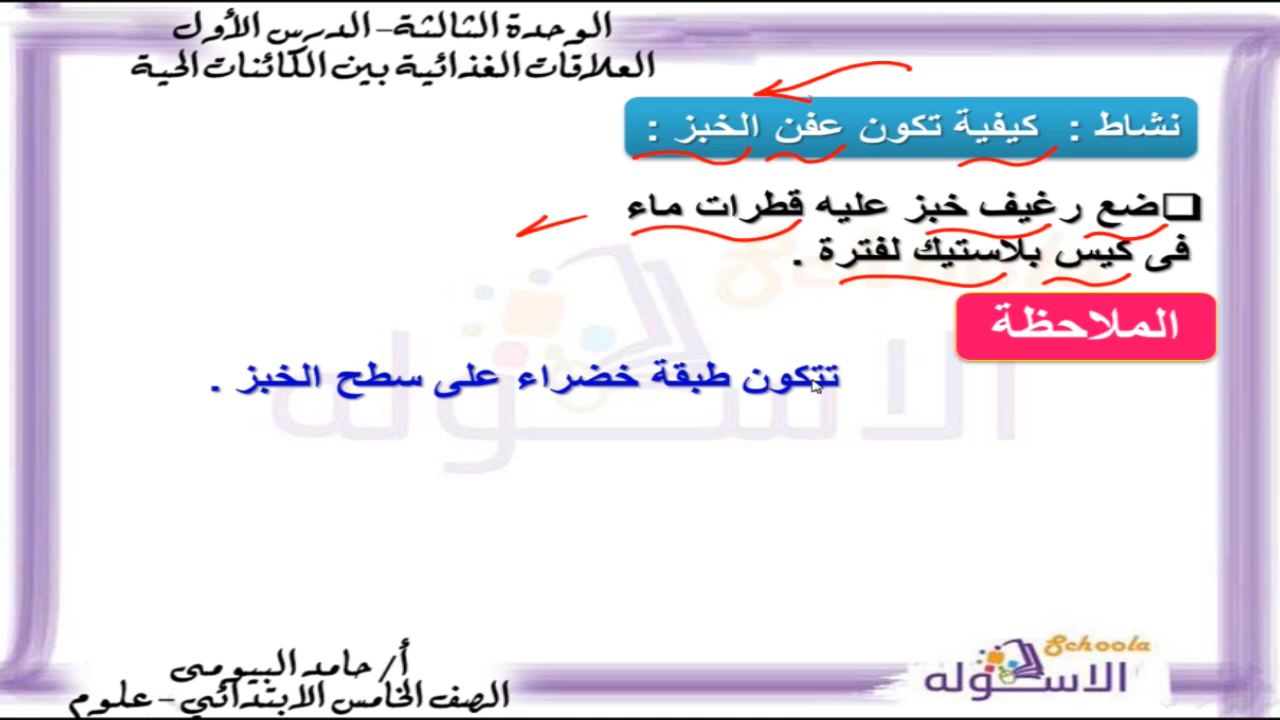 الوحدة الثالثة - الدرس الأول
العلاقات الغذائية بين الكائنات الحية
نشاط : كيفية تكون عفن الخبز :
ضع رغيف خبز عليه قطرات ماء
فى كيس بلاستيك لفترة .
الملاحظة
تتكون طبقة خضراء على سطح الخبز .
أ/ حامد البيومى
الصف الخامس الابتدائي - علوم
Schoola
الاسكوله